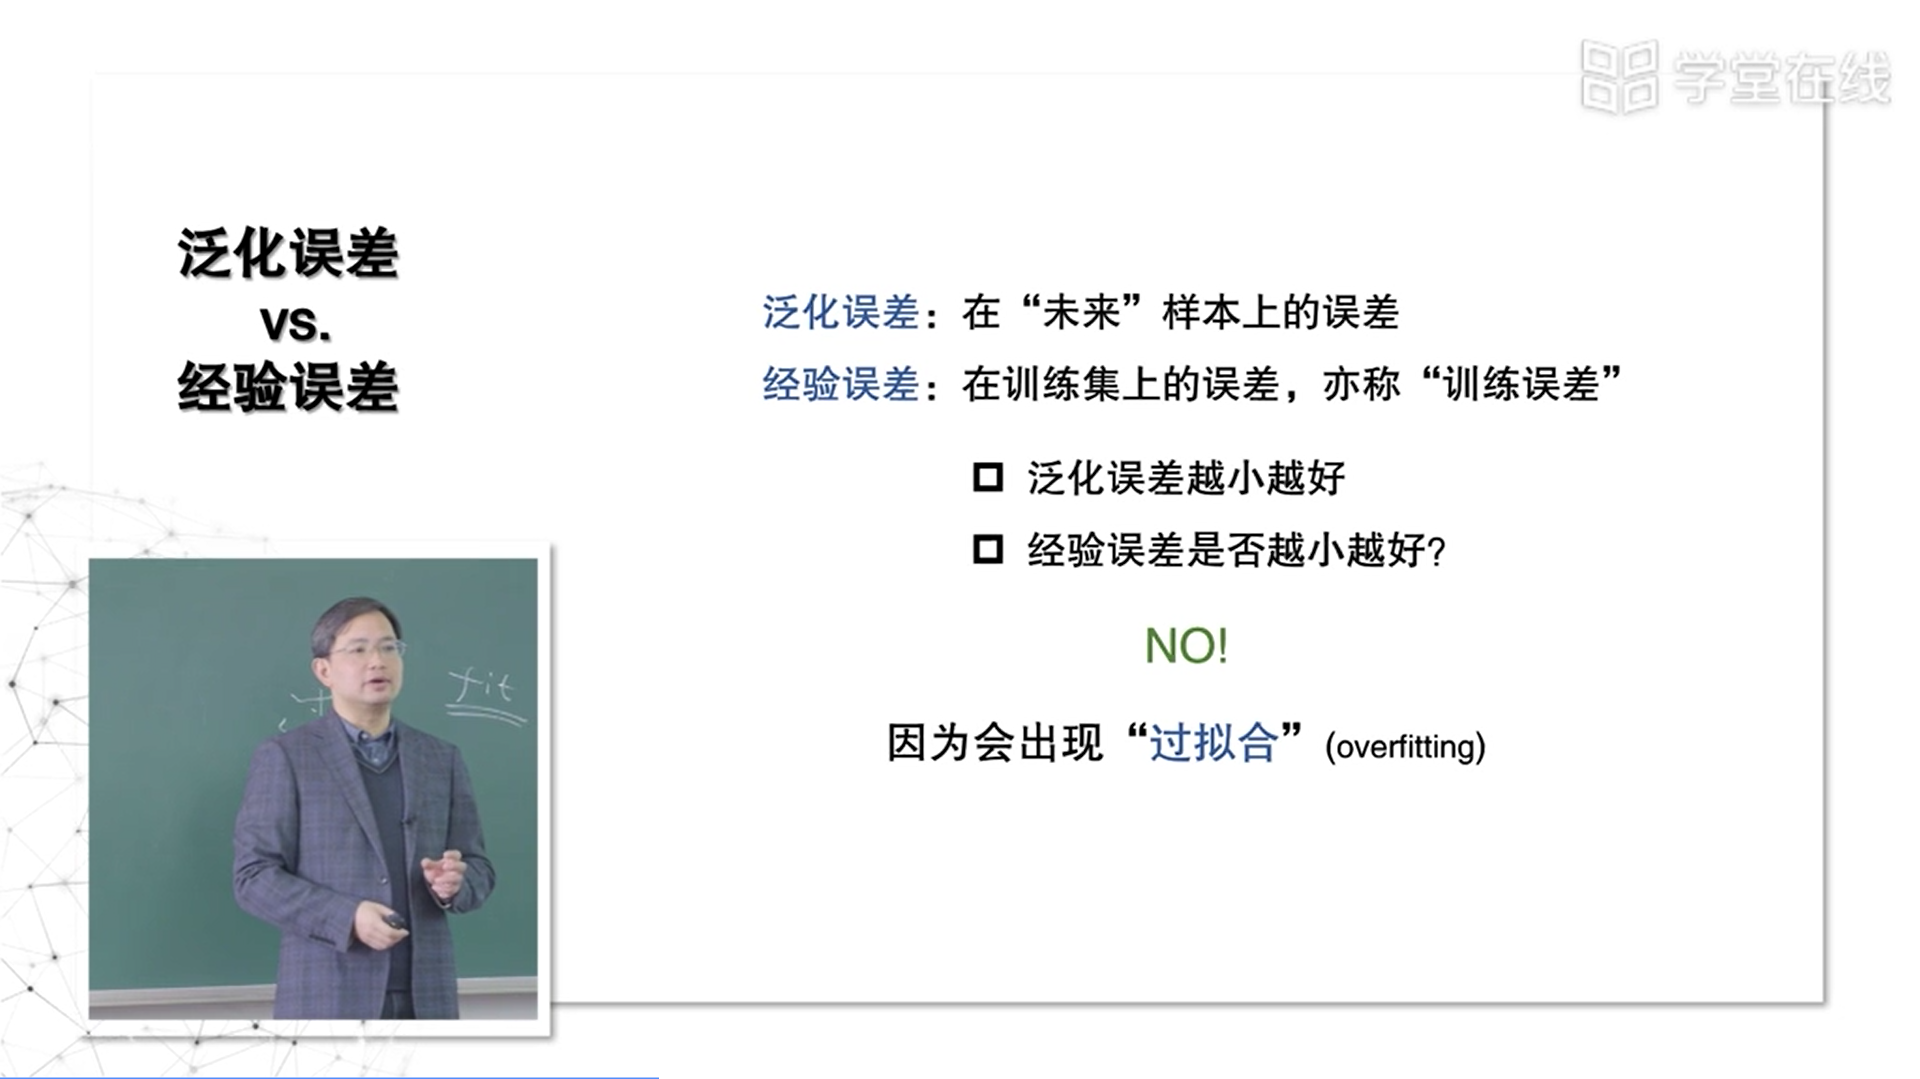 学堂在线
泛化误差
vs.
经验误差
泛化误差：在“未来”样本上的误差
经验误差：在训练集上的误差，亦称“训练误差”
泛化误差越小越好
经验误差是否越小越好?
NO!
因为会出现“过拟合”(overfitting)
fit